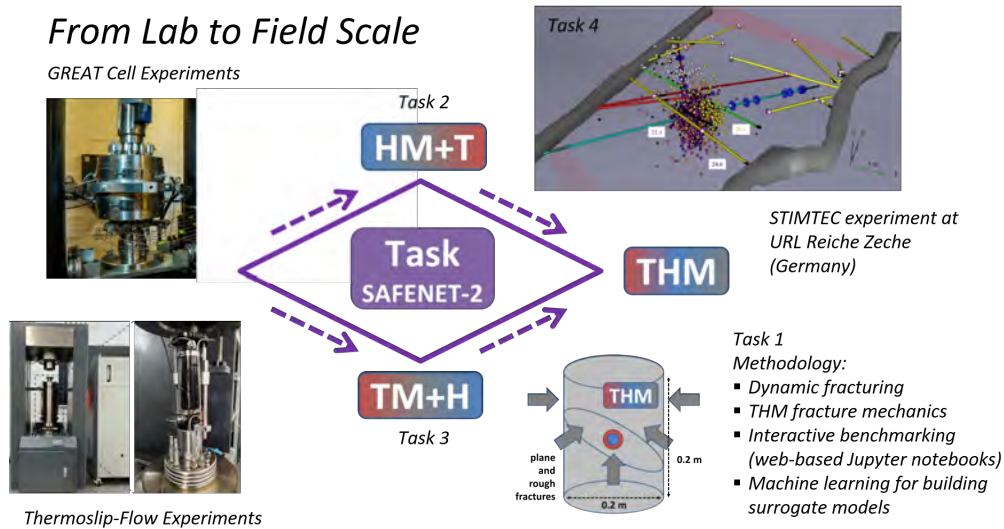 From Lab to Field Scale
GREAT Cell Experiments
Task 2
HM+T
Task 4
STIMTEC experiment at
URL Reiche Zeche
(Germany)
Task
SAFENET-2
THM
TM+H
Task 3
Thermoslip-Flow Experiments
THM
plane
and
rough
fractures
0.2 m
0.2 m
Task 1
Methodology:
▪ Dynamic fracturing
▪ THM fracture mechanics
▪ Interactive benchmarking
(web-based Jupyter notebooks)
▪ Machine learning for building
surrogate models